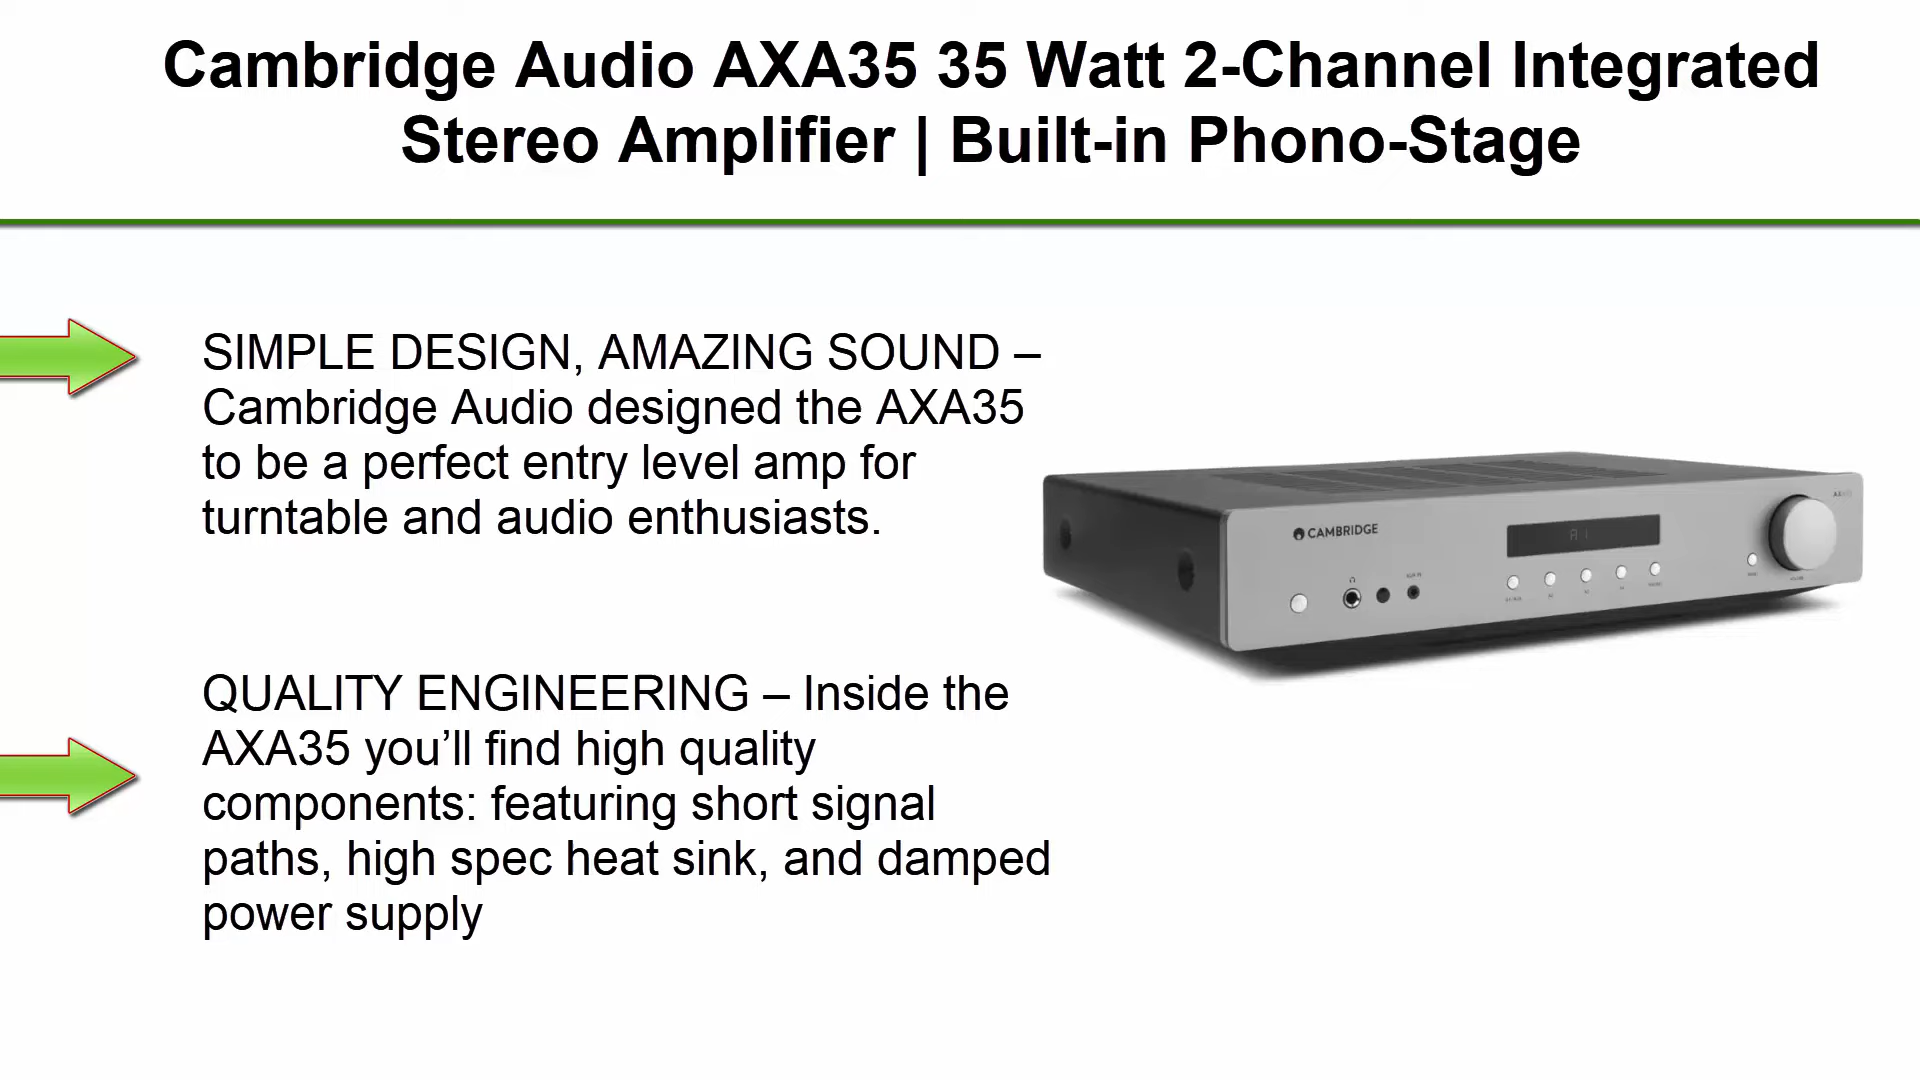 Cambridge Audio AXA35 35 Watt 2-Channel Integrated
Stereo Amplifier | Built-in Phono-Stage
SIMPLE DESIGN, AMAZING SOUND –
Cambridge Audio designed the AXA35
to be a perfect entry level amp for
turntable and audio enthusiasts.
CAMBRIDGE
A1
QUALITY ENGINEERING – Inside the
AXA35 you’ll find high quality
components: featuring short signal
paths, high spec heat sink, and damped
power supply